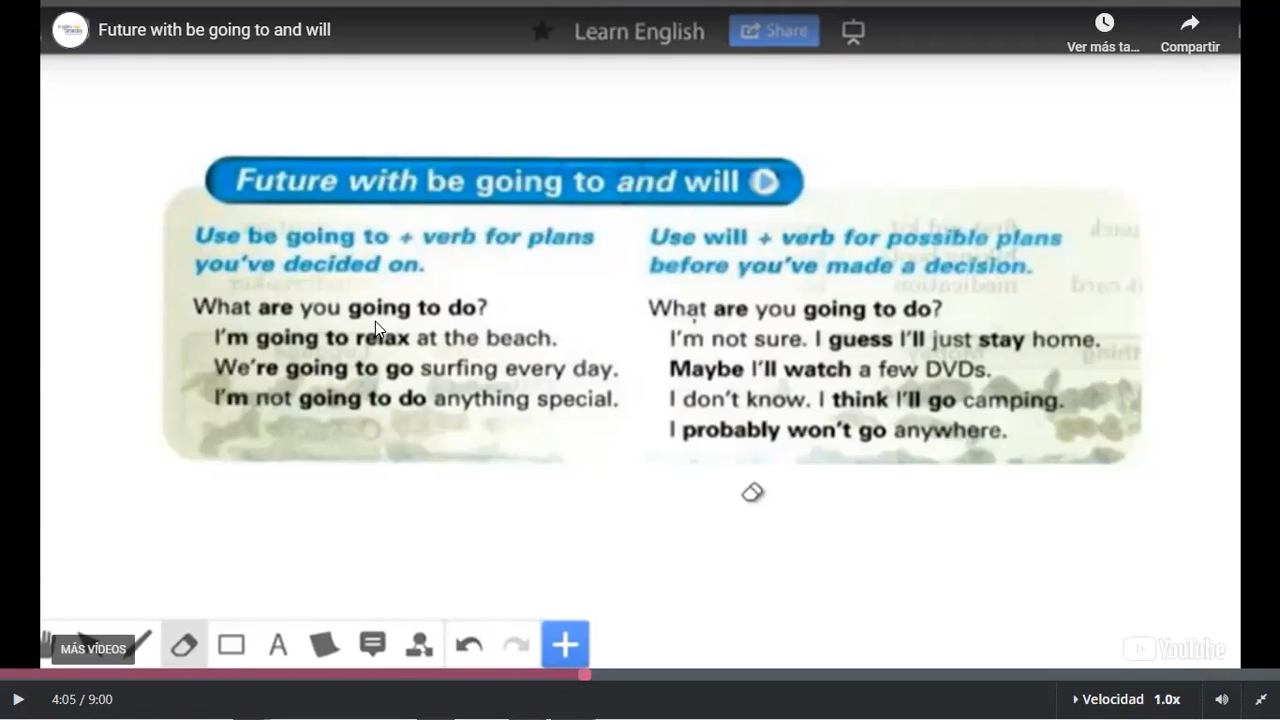 Future with be going to and will
Learn English
Share
Ver más ta...
Compartir
Future with be going to and will
Use be going to + verb for plans
you've decided on.
What are you going to do?
I'm going to relax at the beach.
We're going to go surfing every day.
I'm not going to do anything special.
Use will + verb for possible plans
before you've made a decision.
What are you going to do?
I'm not sure. I guess I'll just stay home.
Maybe I'll watch a few DVDs.
I don't know. I think I'll go camping.
I probably won't go anywhere.
A
MÁS VÍDEOS
YouTube
4:05 / 9:00
Velocidad 1.0x